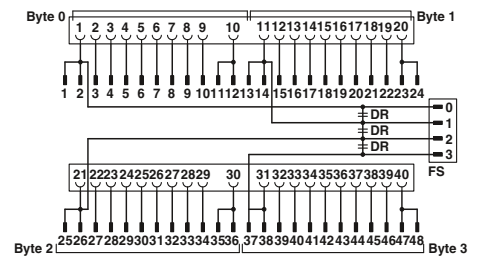 Byte 0 Byte 1
1 2 3 4 5 6 7 8 9 10 11 12 13 14 15 16 17 18 19 20
1 2 3 4 5 6 7 8 9 10 11 12 13 14 15 16 17 18 19 20 21 22 23 24
0
DR
1
DR
2
DR
3
FS
21 22 23 24 25 26 27 28 29 30 31 32 33 34 35 36 37 38 39 40
25 26 27 28 29 30 31 32 33 34 35 36 37 38 39 40 41 42 43 44 45 46 47 48
Byte 2 Byte 3